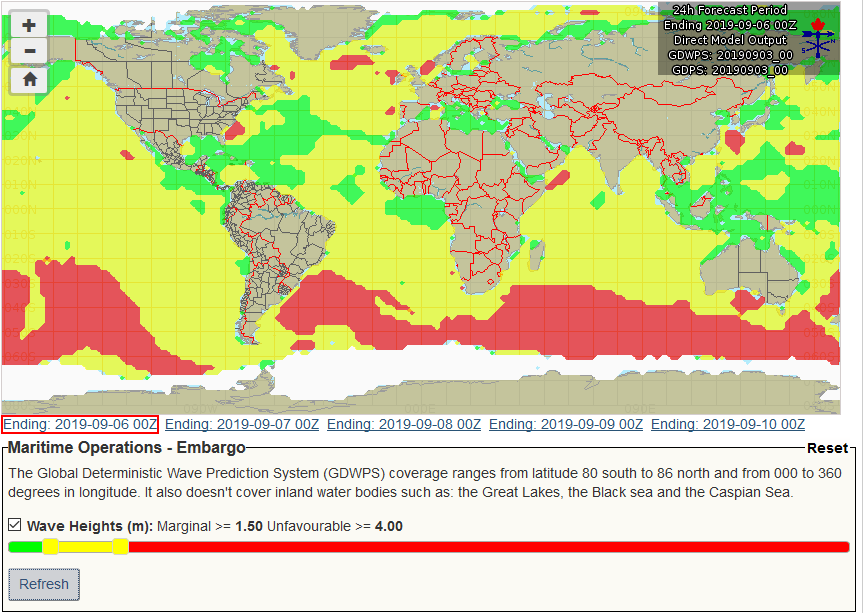 +
−
24h Forecast Period
Ending 2019-09-06 00Z
Direct Model Output
GDWPS: 20190903_00
GDPS: 20190903_00
N
S
Ending: 2019-09-06 00Z Ending: 2019-09-07 00Z Ending: 2019-09-08 00Z Ending: 2019-09-09 00Z Ending: 2019-09-10 00Z
Maritime Operations - Embargo Reset
The Global Deterministic Wave Prediction System (GDWPS) coverage ranges from latitude 80 south to 86 north and from 000 to 360
degrees in longitude. It also doesn't cover inland water bodies such as: the Great Lakes, the Black sea and the Caspian Sea.
Wave Heights (m): Marginal >= 1.50 Unfavourable >= 4.00
Refresh